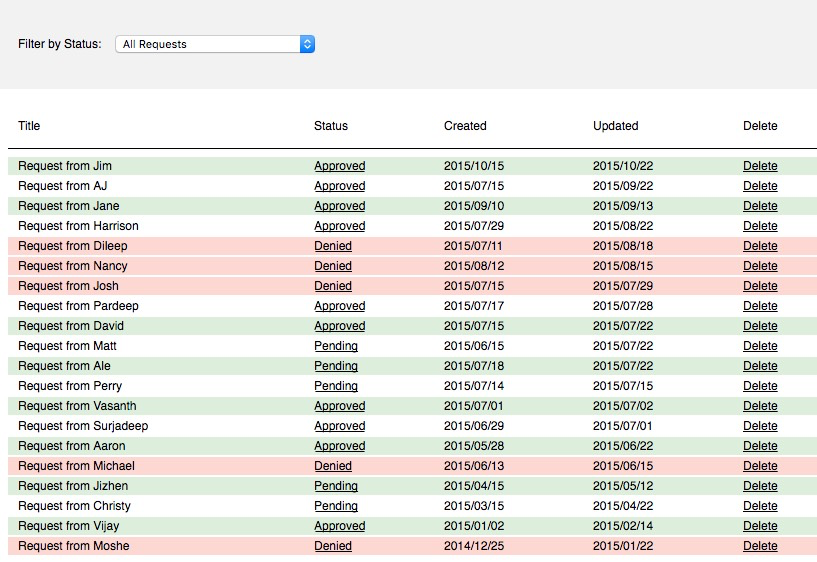 Filter by Status: All Requests
Title Status Created Updated Delete
Request from Jim Approved 2015/10/15 2015/10/22 Delete
Request from AJ Approved 2015/07/15 2015/09/22 Delete
Request from Jane Approved 2015/09/10 2015/09/13 Delete
Request from Harrison Approved 2015/07/29 2015/08/22 Delete
Request from Dileep Denied 2015/07/11 2015/08/18 Delete
Request from Nancy Denied 2015/08/12 2015/08/15 Delete
Request from Josh Denied 2015/07/15 2015/07/29 Delete
Request from Pardeep Approved 2015/07/17 2015/07/28 Delete
Request from David Approved 2015/07/15 2015/07/22 Delete
Request from Matt Pending 2015/06/15 2015/07/22 Delete
Request from Ale Pending 2015/07/18 2015/07/22 Delete
Request from Perry Pending 2015/07/14 2015/07/15 Delete
Request from Vasanth Approved 2015/07/01 2015/07/02 Delete
Request from Surjadeep Approved 2015/06/29 2015/07/01 Delete
Request from Aaron Approved 2015/05/28 2015/06/22 Delete
Request from Michael Denied 2015/06/13 2015/06/15 Delete
Request from Jizhen Pending 2015/04/15 2015/05/12 Delete
Request from Christy Pending 2015/03/15 2015/04/22 Delete
Request from Vijay Approved 2015/01/02 2015/02/14 Delete
Request from Moshe Denied 2014/12/25 2015/01/22 Delete